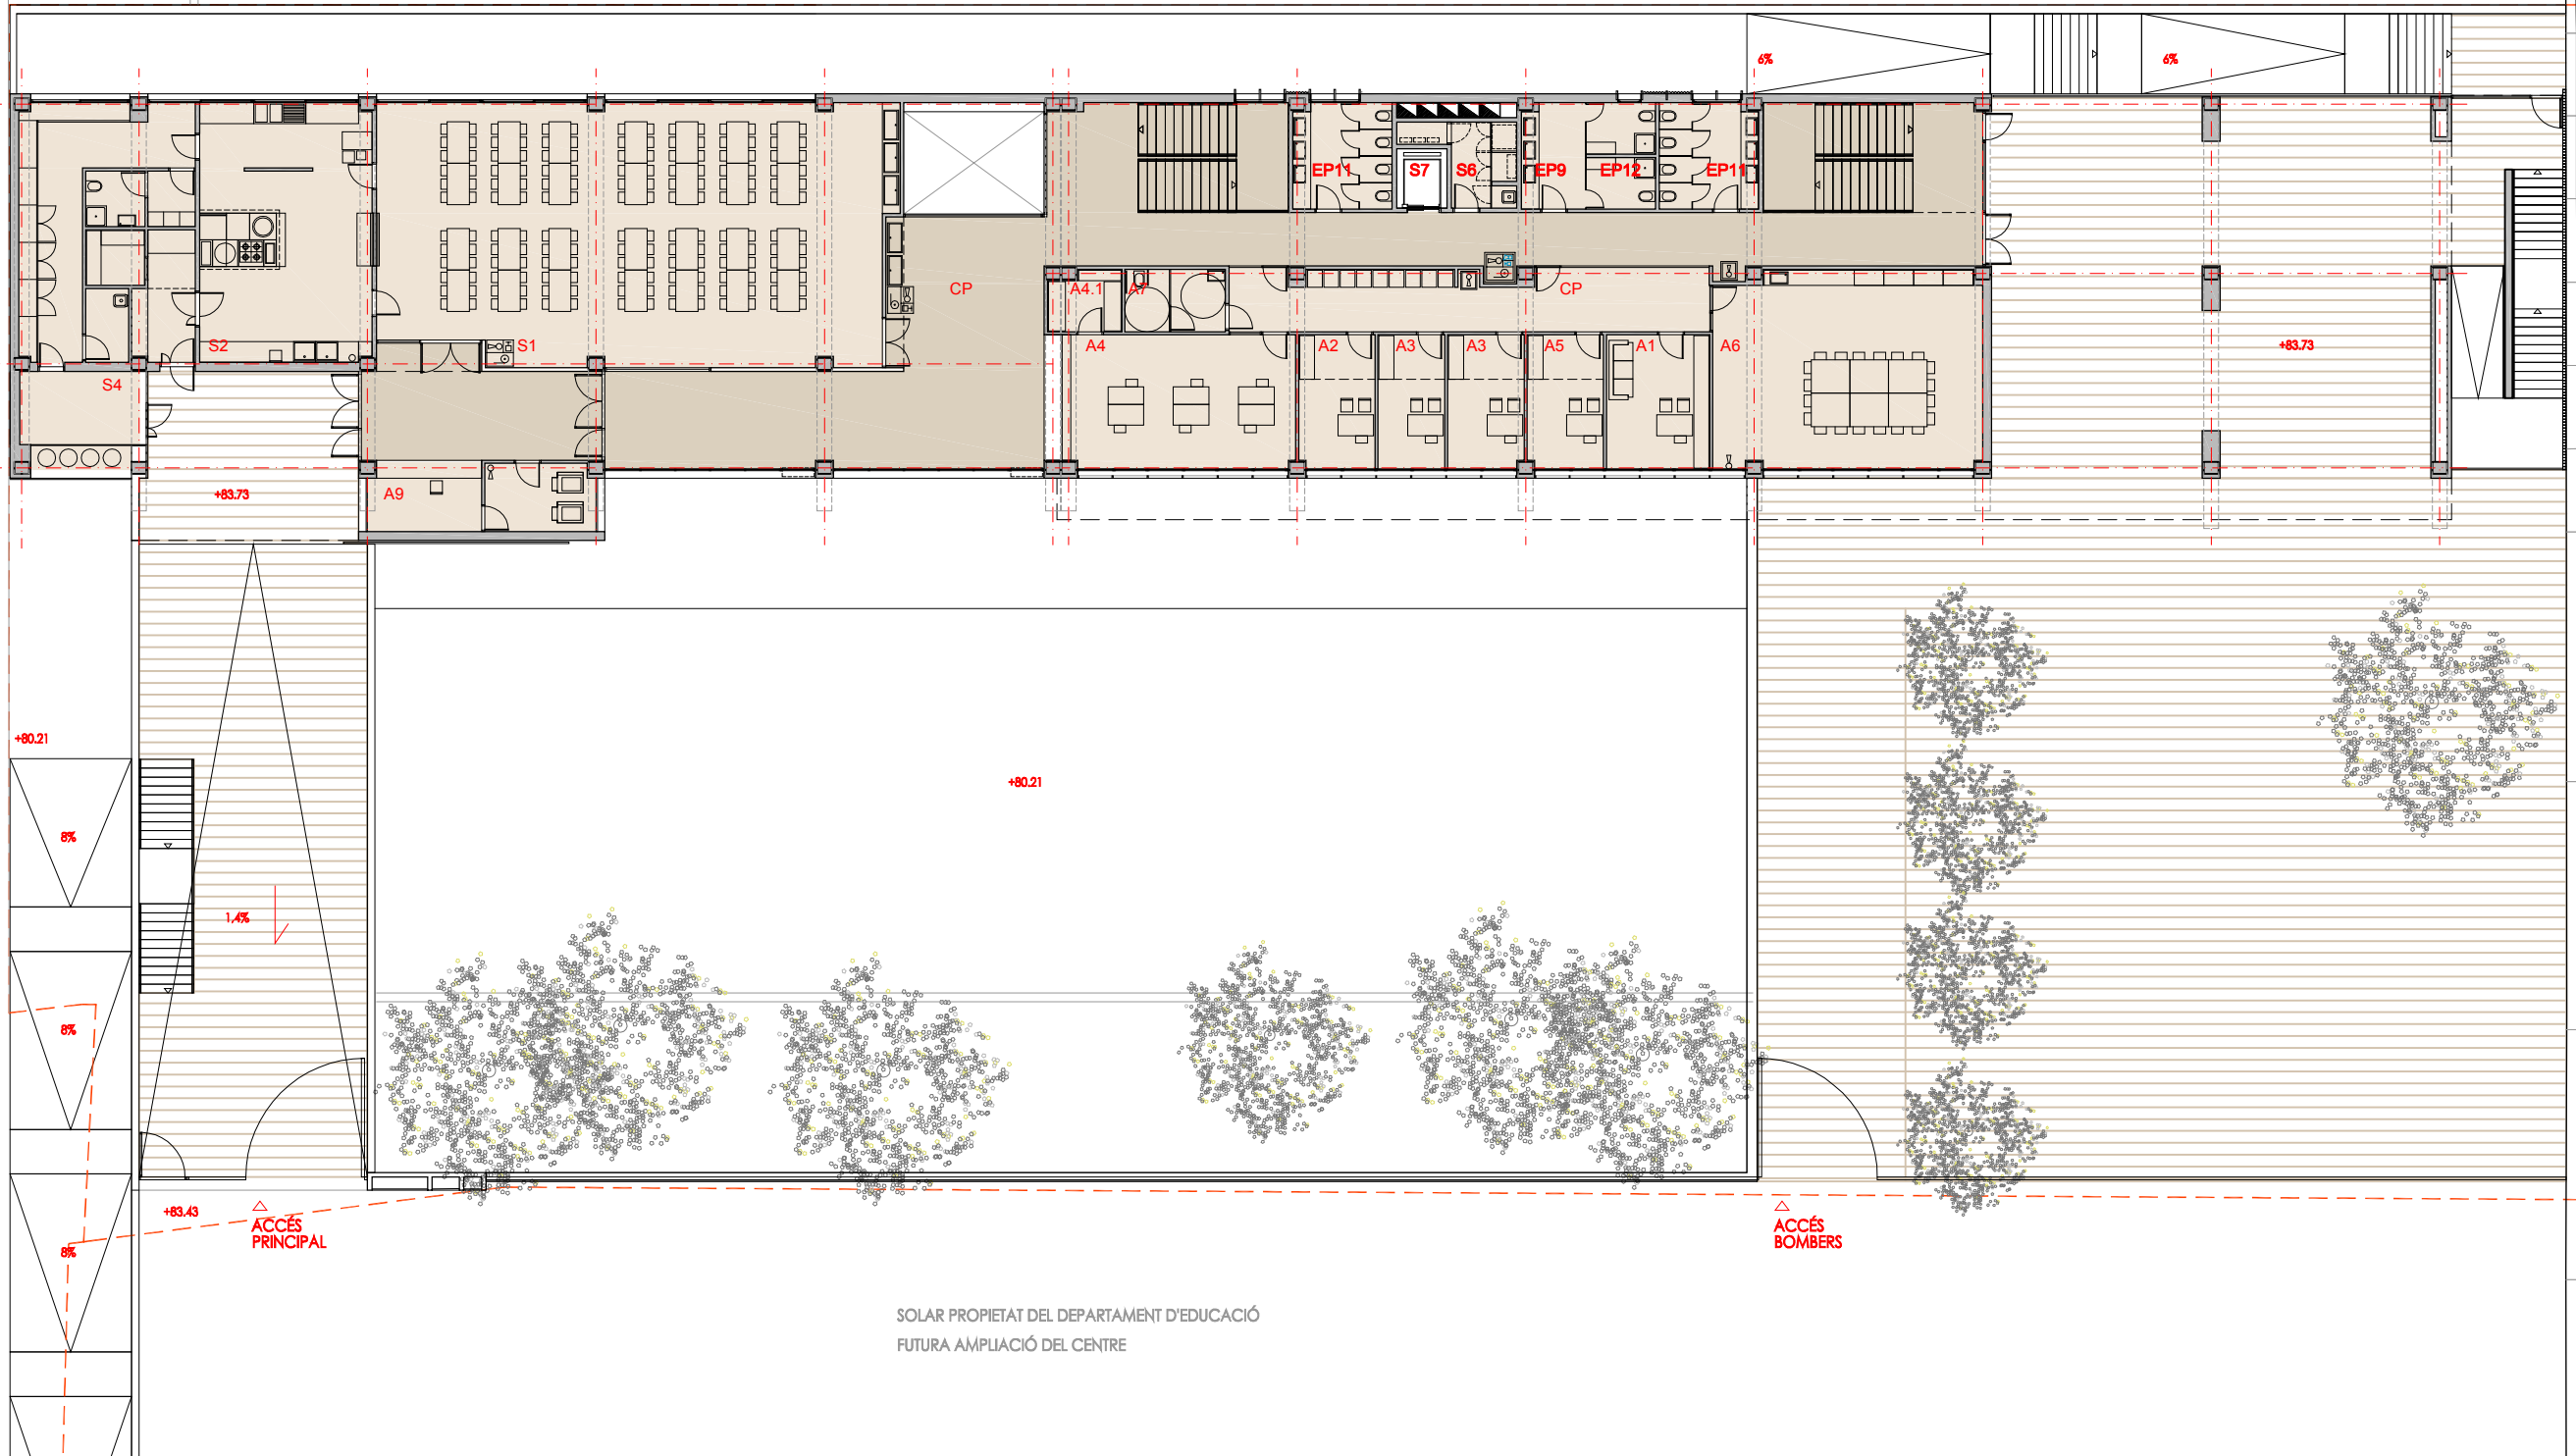 6%
6%
EP11
S7
S6
EP9
EP12
EP11
A4.1
A7
CP
CP
S2
S1
A4
A2
A3
A3
A5
A1
A6
+83.73
S4
A9
+83.73
+80.21
+80.21
8%
1,4%
8%
+83.43
ACCÉS
PRINCIPAL
ACCÉS
BOMBERS
8%
SOLAR PROPIETAT DEL DEPARTAMENT D'EDUCACIÓ
FUTURA AMPLIACIÓ DEL CENTRE